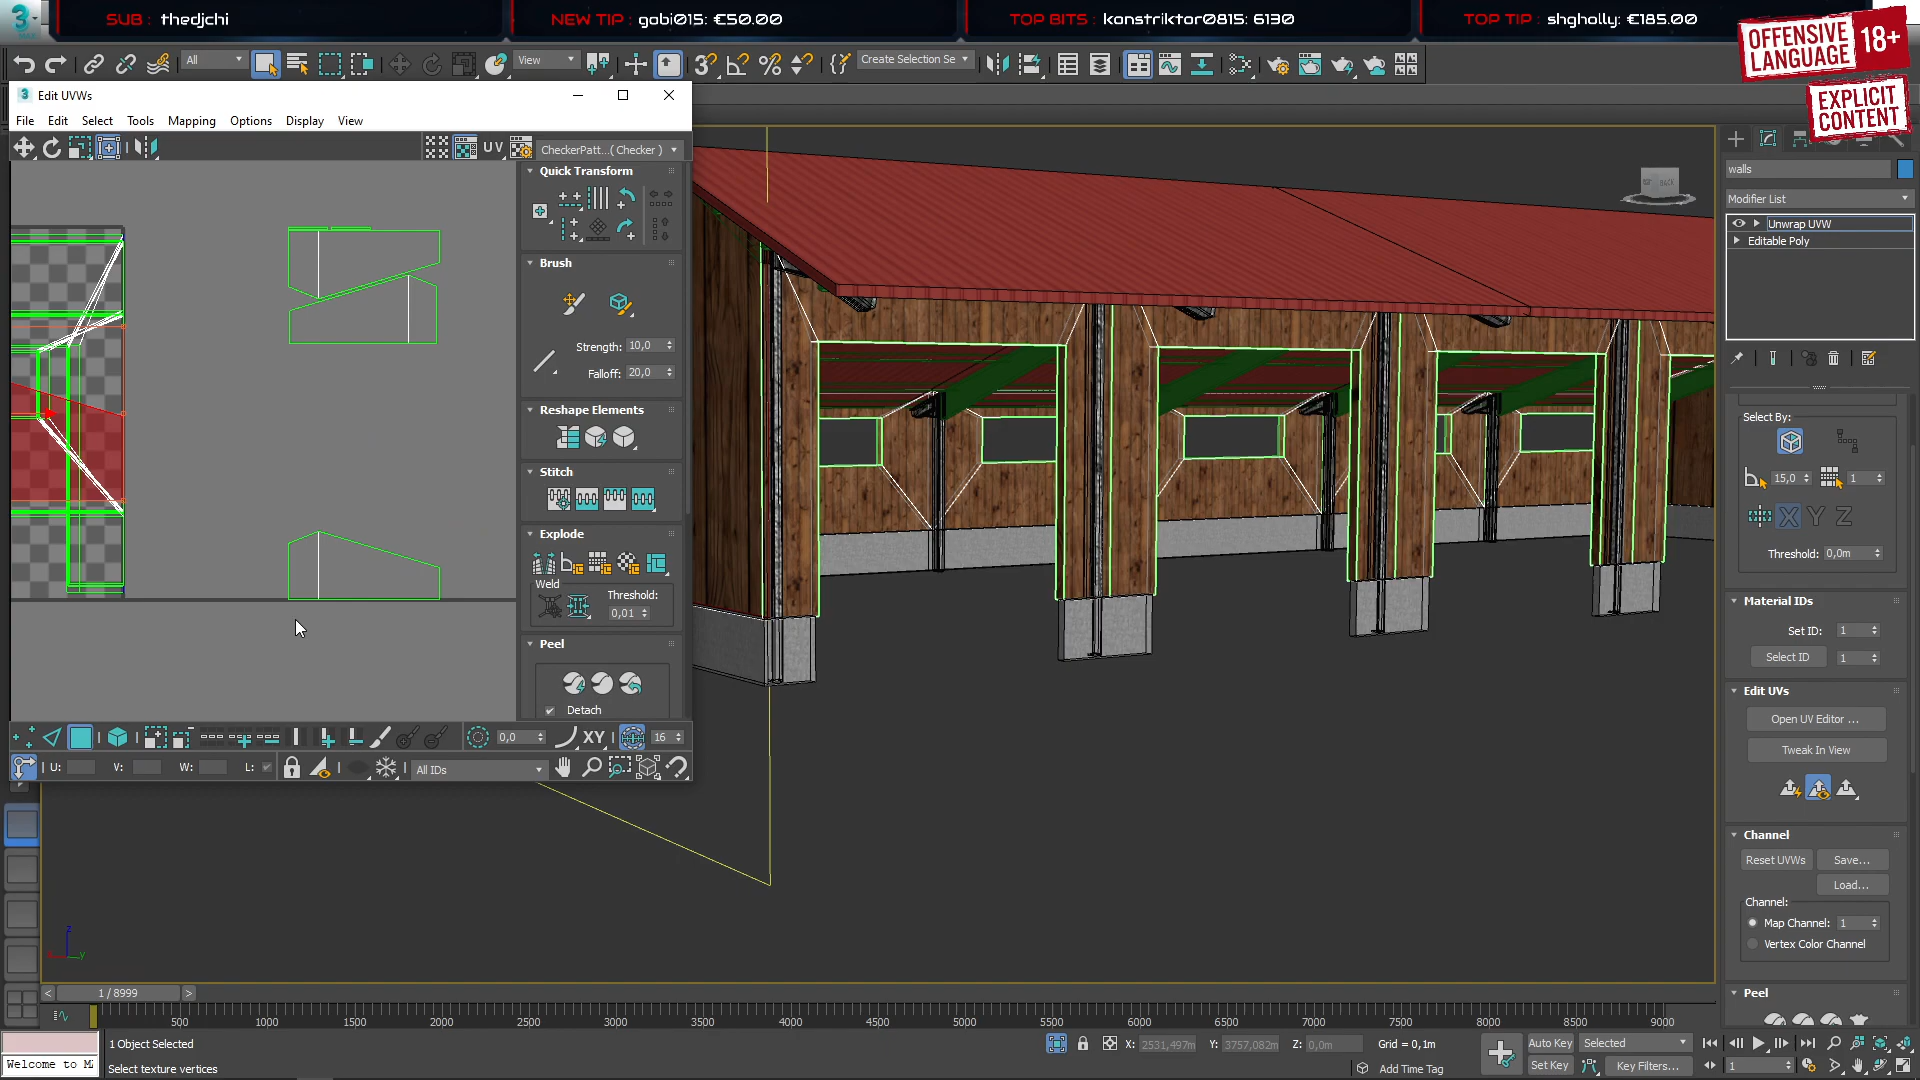 SUB : thedjchi
NEW TIP : gabi015: €50.00
TOP BITS : konstriktor0815: 6130
TOP TIP : shgholly: €185.00
OFFENSIVE LANGUAGE 18+
EXPLICIT CONTENT
All
View
Create Selection Se
Edit UVWs
File Edit Select Tools Mapping Options Display View
UV
CheckerPatt...( Checker )
Quick Transform
Brush
Strength: 10,0
Falloff: 20,0
Reshape Elements
Stitch
Explode
Weld
Threshold:
0,01
Peel
Detach
0,0
XY
16
U: V: W: L:
All IDs
BACK
walls
Modifier List
Unwrap UVW
Editable Poly
Select By:
15,0
1
X Y Z
Threshold: 0,0m
Material IDs
Set ID: 1
Select ID 1
Edit UVs
Open UV Editor ...
Tweak In View
Channel
Reset UVWs Save...
Load...
Channel:
Map Channel: 1
Vertex Color Channel
Peel
z
x y
< 1 / 8999 >
500 1000 1500 2000 2500 3000 3500 4000 4500 5000 5500 6000 6500 7000 7500 8000 8500 9000
1 Object Selected
X: 2531,497m Y: 3757,082m Z: 0,0m Grid = 0,1m
Auto Key Selected
Welcome to M
Select texture vertices
Add Time Tag
Set Key Key Filters...
1